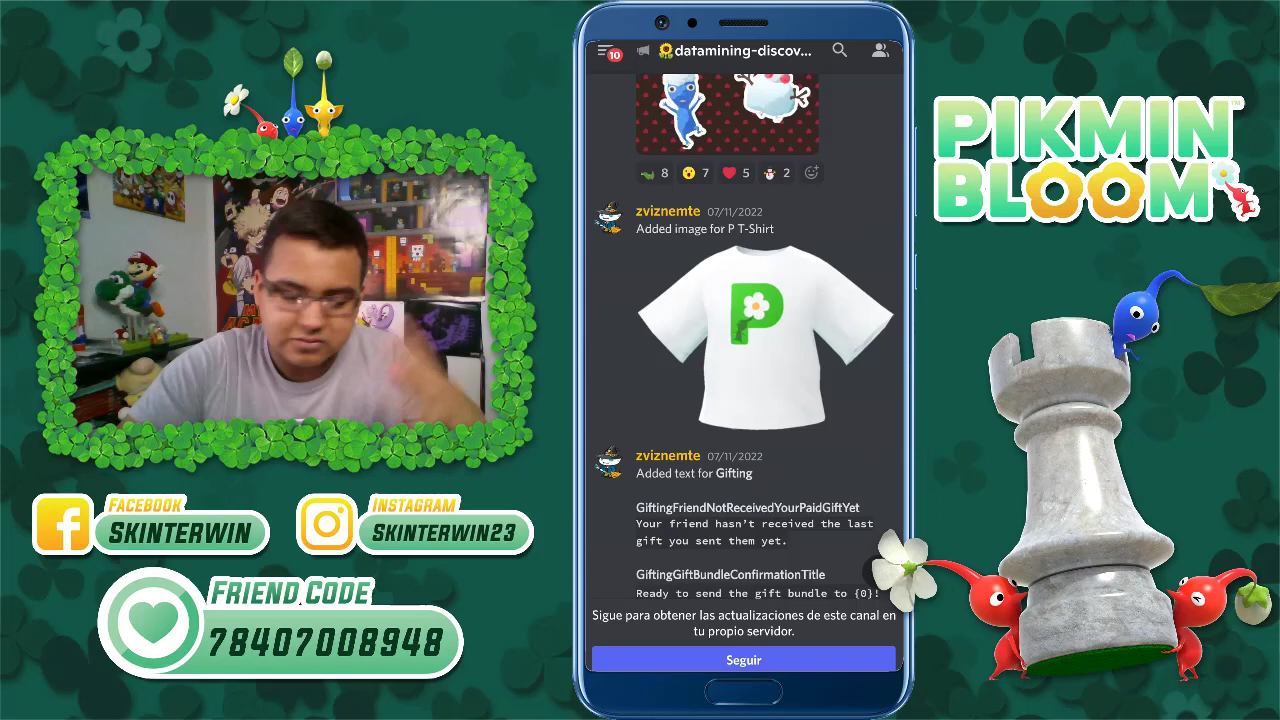 FACEBOOK
SKINTERWIN
INSTAGRAM
SKINTERWIN23
FRIEND CODE
78407008948
10
datamining-discov...
8
7
5
2
zviznemte 07/11/2022
Added image for P T-Shirt
P
zviznemte 07/11/2022
Added text for Gifting
GiftingFriendNotReceivedYourPaidGiftYet
Your friend hasn't received the last
gift you sent them yet.
GiftingGiftBundleConfirmationTitle
Ready to send the gift bundle to {0}!
Sigue para obtener las actualizaciones de este canal en
tu propio servidor.
Seguir
PIKMIN
BLOOM™